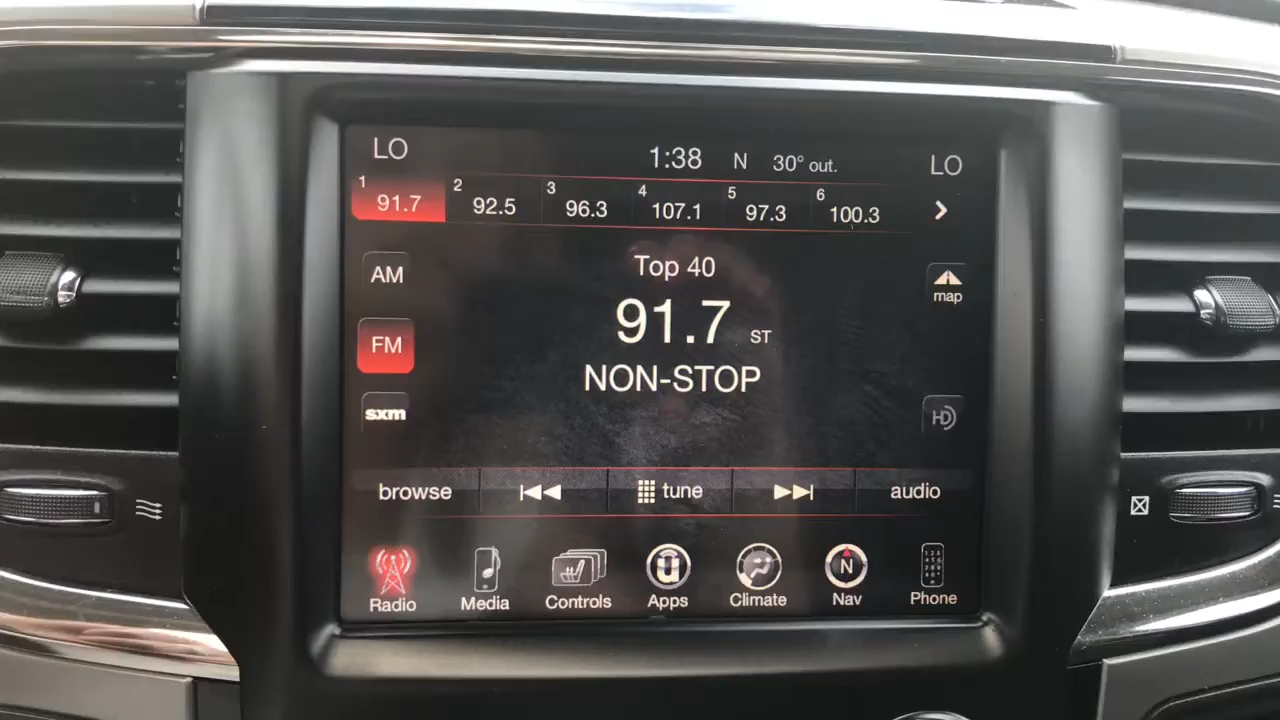 LO 1:38 N 30° out. LO
1 91.7 2 92.5 3 96.3 4 107.1 5 97.3 6 100.3
AM
Top 40
map
91.7 ST
FM
NON-STOP
sxm
HD
browse tune audio
N
Radio Media Controls Apps Climate Nav Phone